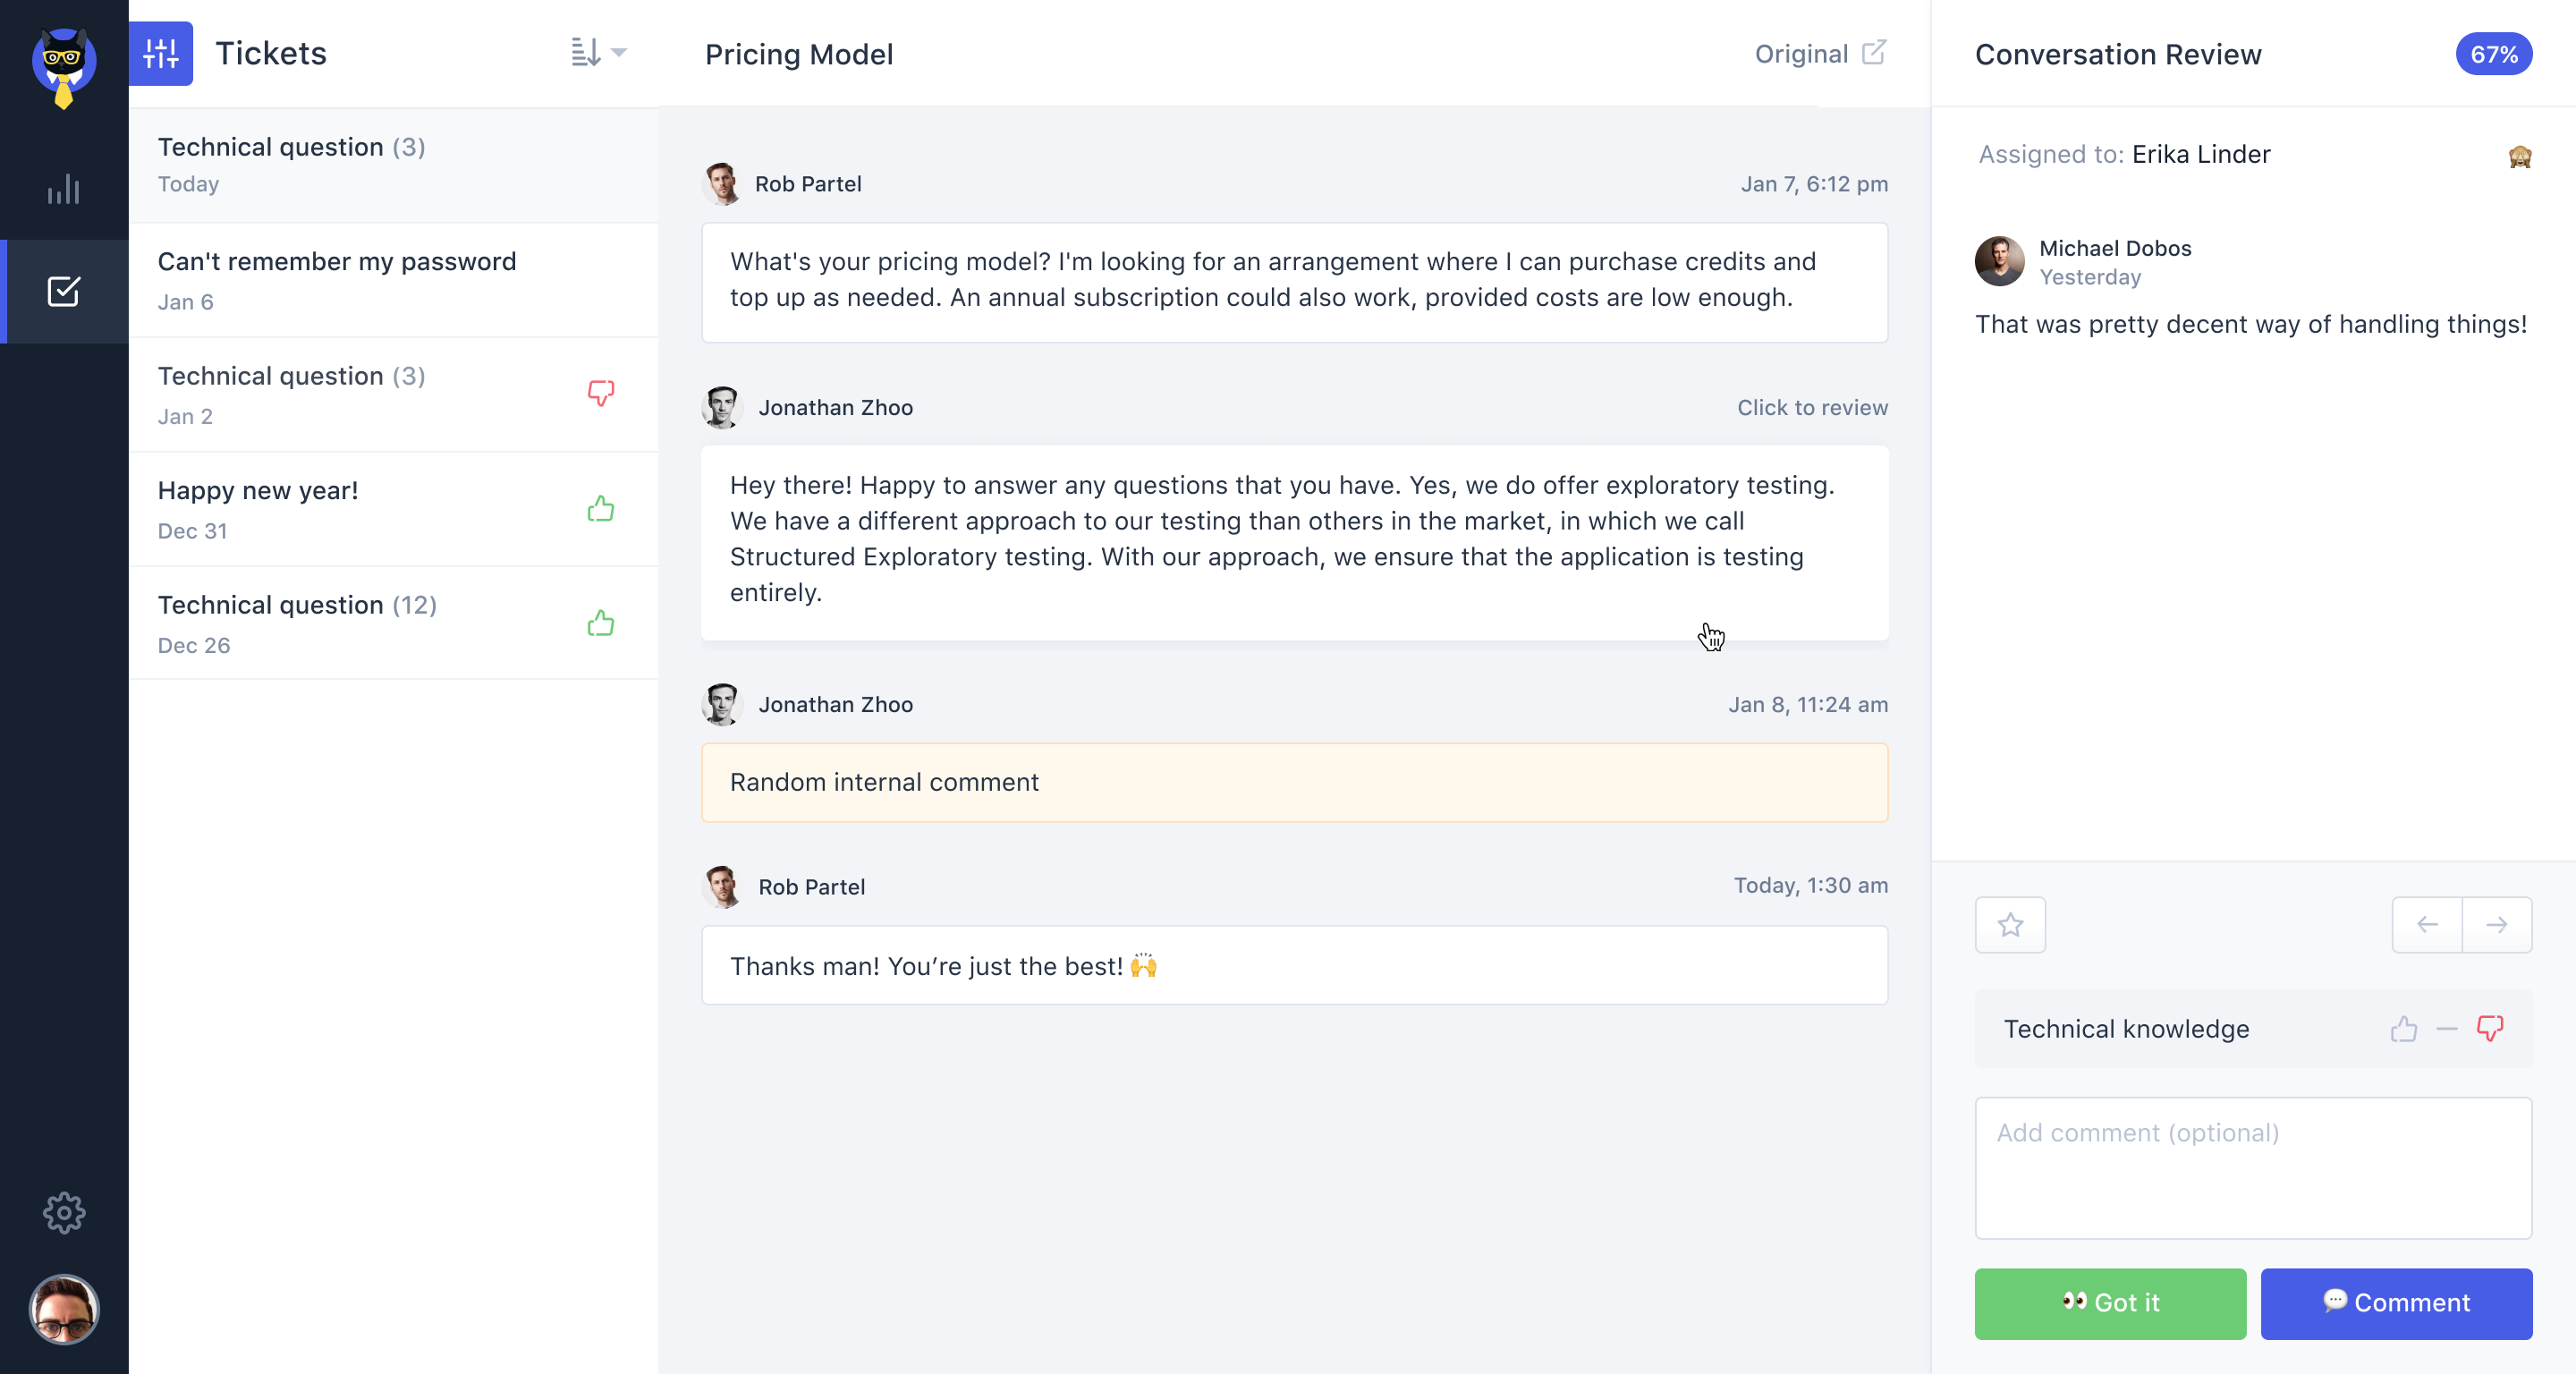 Tickets
Technical question (3)
Today
Can't remember my password
Jan 6
Technical question (3)
Jan 2
Happy new year!
Dec 31
Technical question (12)
Dec 26
Pricing Model
Original
Rob Partel
Jan 7, 6:12 pm
What's your pricing model? I'm looking for an arrangement where I can purchase credits and
top up as needed. An annual subscription could also work, provided costs are low enough.
Jonathan Zhoo
Click to review
Hey there! Happy to answer any questions that you have. Yes, we do offer exploratory testing.
We have a different approach to our testing than others in the market, in which we call
Structured Exploratory testing. With our approach, we ensure that the application is testing
entirely.
Jonathan Zhoo
Jan 8, 11:24 am
Random internal comment
Rob Partel
Today, 1:30 am
Thanks man! You’re just the best! 🙌
Conversation Review
67%
Assigned to: Erika Linder
Michael Dobos
Yesterday
That was pretty decent way of handling things!
Technical knowledge
Add comment (optional)
👀 Got it
💬 Comment